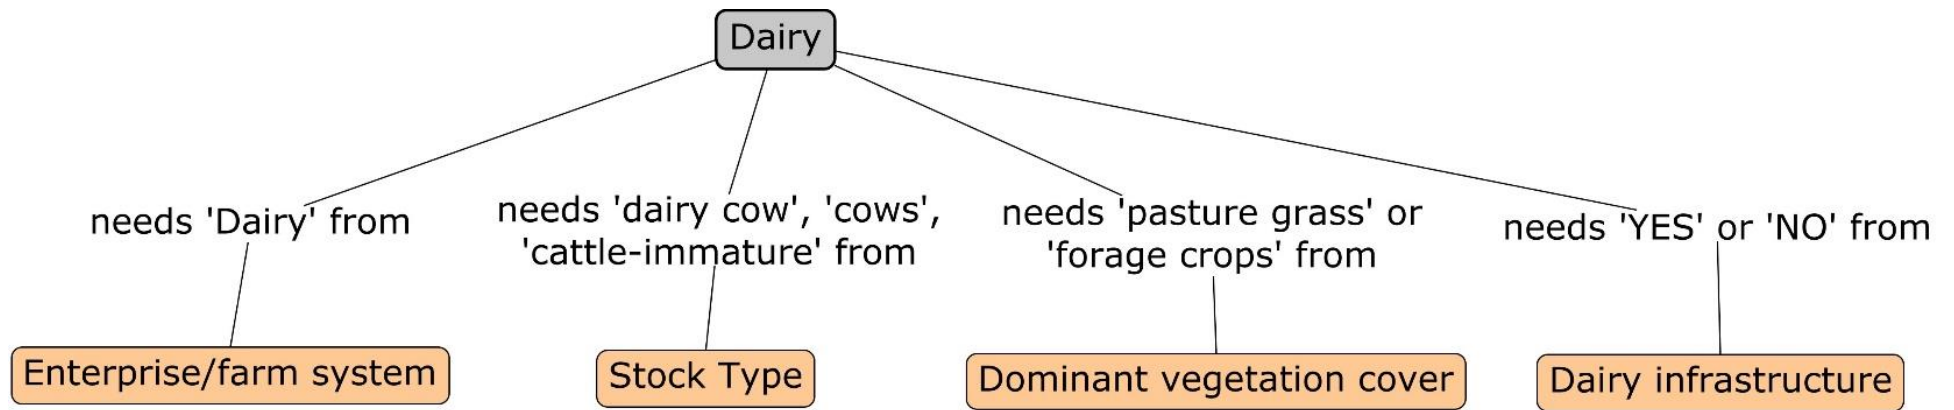 Dairy
needs 'Dairy' from
needs 'dairy cow', 'cows',
'cattle-immature' from
needs 'pasture grass' or
'forage crops' from
needs 'YES' or 'NO' from
Enterprise/farm system
Stock Type
Dominant vegetation cover
Dairy infrastructure